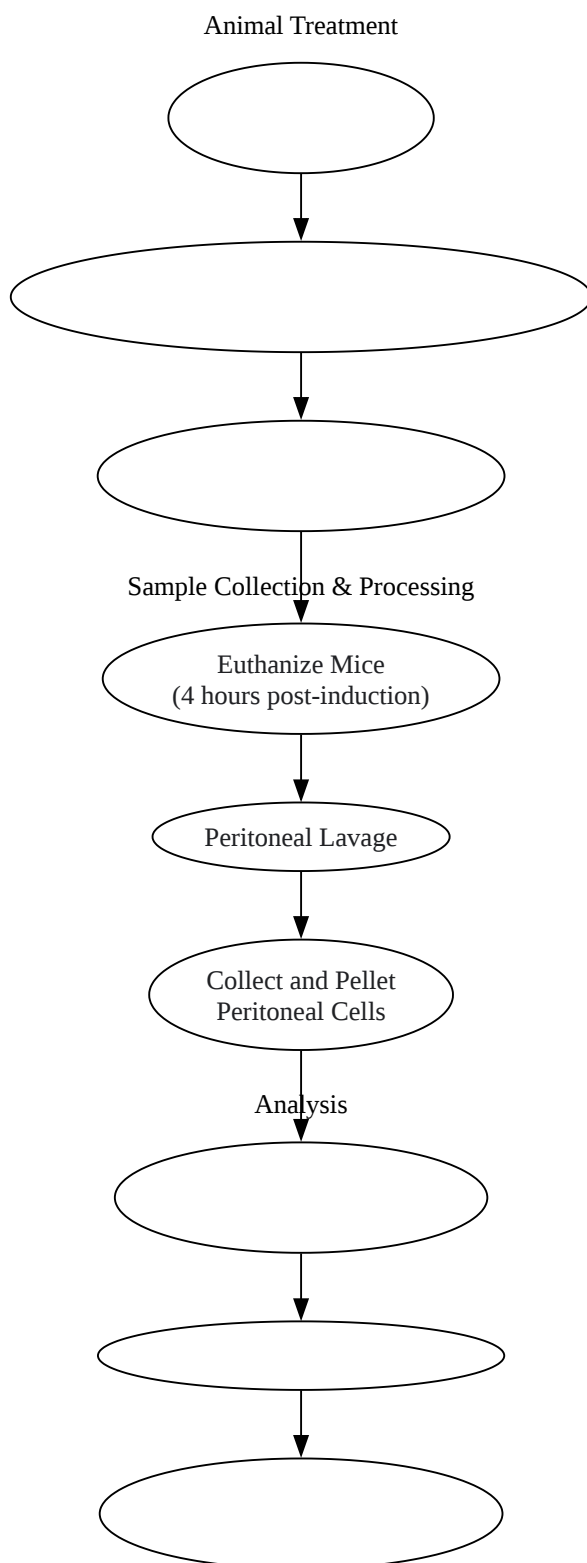 Animal Treatment
Sample Collection & Processing
Euthanize Mice
(4 hours post-induction)
Peritoneal Lavage
Collect and Pellet
Peritoneal Cells
Analysis